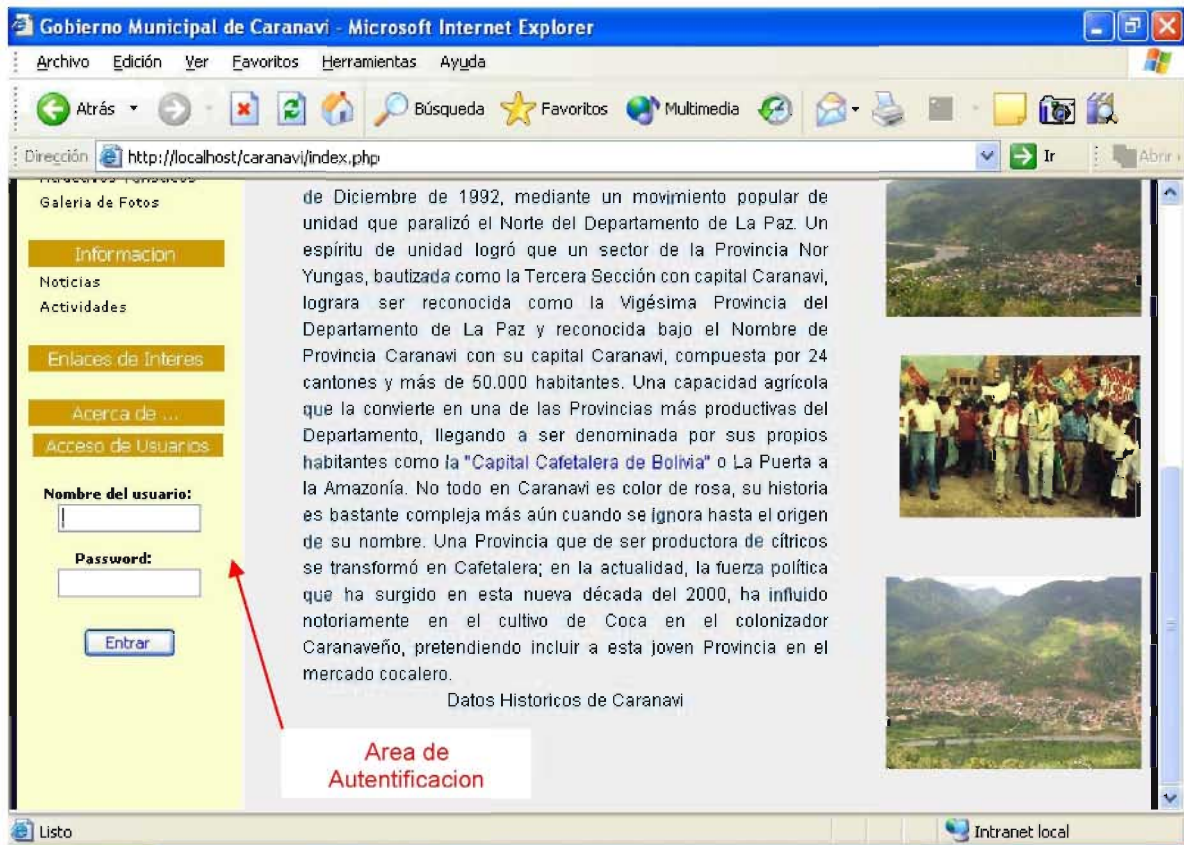 Gobierno Municipal de Caranavi - Microsoft Internet Explorer
Archivo Edición Ver Favoritos Herramientas Ayuda
Atrás Búsqueda Favoritos Multimedia
Dirección http://localhost/caranavi/index.php Ir Abrir
Galeria de Fotos
Informacion
Noticias
Actividades
Enlaces de Interes
Acerca de ...
Acceso de Usuarios
Nombre del usuario:
Password:
Entrar
de Diciembre de 1992, mediante un movimiento popular de
unidad que paralizó el Norte del Departamento de La Paz. Un
espíritu de unidad logró que un sector de la Provincia Nor
Yungas, bautizada como la Tercera Sección con capital Caranavi,
lograra ser reconocida como la Vigésima Provincia del
Departamento de La Paz y reconocida bajo el Nombre de
Provincia Caranavi con su capital Caranavi, compuesta por 24
cantones y más de 50.000 habitantes. Una capacidad agrícola
que la convierte en una de las Provincias más productivas del
Departamento, llegando a ser denominada por sus propios
habitantes como la "Capital Cafetalera de Bolivia" o La Puerta a
la Amazonía. No todo en Caranavi es color de rosa, su historia
es bastante compleja más aún cuando se ignora hasta el origen
de su nombre. Una Provincia que de ser productora de cítricos
se transformó en Cafetalera; en la actualidad, la fuerza política
que ha surgido en esta nueva década del 2000, ha influido
notoriamente en el cultivo de Coca en el colonizador
Caranaveño, pretendiendo incluir a esta joven Provincia en el
mercado cocalero.
Datos Historicos de Caranavi
Area de
Autentificacion
Listo
Intranet local